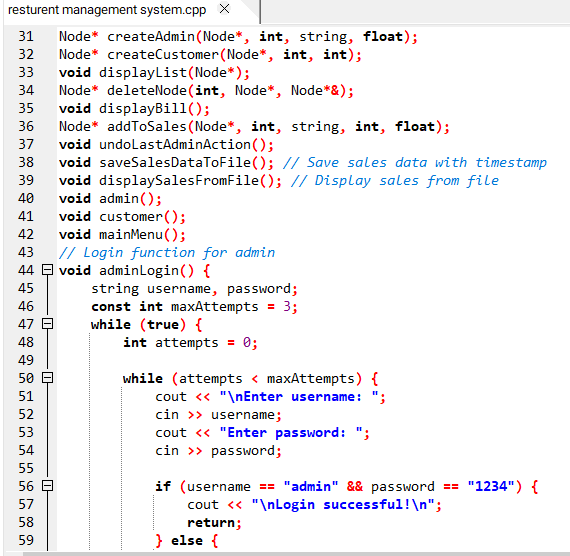 resturent management system.cpp ✕
31 Node* createAdmin(Node*, int, string, float);
32 Node* createCustomer(Node*, int, int);
33 void displayList(Node*);
34 Node* deleteNode(int, Node*, Node*&);
35 void displayBill();
36 Node* addToSales(Node*, int, string, int, float);
37 void undoLastAdminAction();
38 void saveSalesDataToFile(); // Save sales data with timestamp
39 void displaySalesFromFile(); // Display sales from file
40 void admin();
41 void customer();
42 void mainMenu();
43 // Login function for admin
44 void adminLogin() {
45     string username, password;
46     const int maxAttempts = 3;
47     while (true) {
48         int attempts = 0;
49
50         while (attempts < maxAttempts) {
51             cout << "\nEnter username: ";
52             cin >> username;
53             cout << "Enter password: ";
54             cin >> password;
55
56             if (username == "admin" && password == "1234") {
57                 cout << "\nLogin successful!\n";
58                 return;
59             } else {